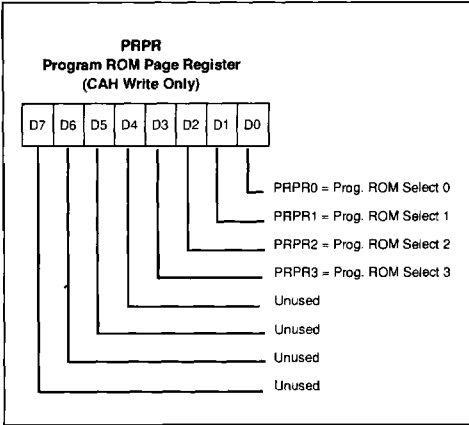 PRPR
Program ROM Page Register
(CAH Write Only)
D7 D6 D5 D4 D3 D2 D1 D0
PRPR0 = Prog. ROM Select 0
PRPR1 = Prog. ROM Select 1
PRPR2 = Prog. ROM Select 2
PRPR3 = Prog. ROM Select 3
Unused
Unused
Unused
Unused